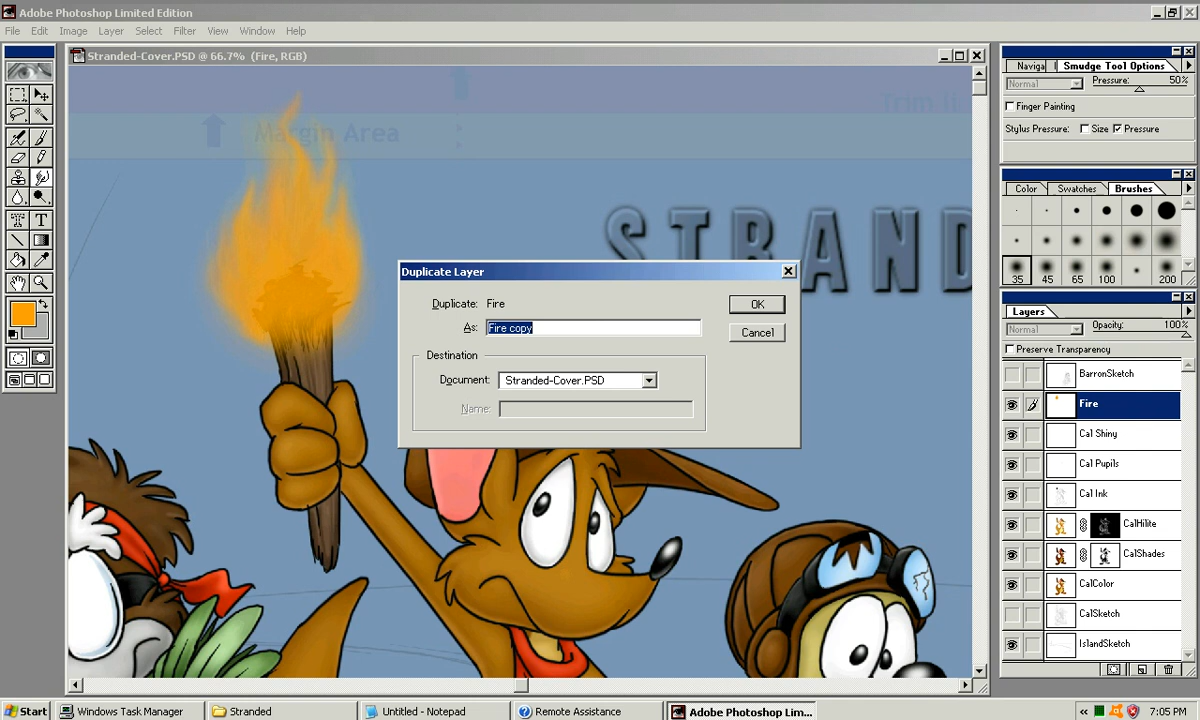 Adobe Photoshop Limited Edition
File Edit Image Layer Select Filter View Window Help
Stranded-Cover.PSD @ 66.7% (Fire, RGB)
Trim It
Margin Area
STRAND
Duplicate Layer
Duplicate: Fire
As: Fire copy
Destination
Document: Stranded-Cover.PSD
Name:
OK
Cancel
Naviga Smudge Tool Options
Normal Pressure: 50%
Finger Painting
Stylus Pressure: Size Pressure
Color Swatches Brushes
35 45 65 100 200
Layers
Normal Opacity: 100%
Preserve Transparency
BarronSketch
Fire
Cal Shiny
Cal Pupils
Cal Ink
CalHilite
CalShades
CalColor
CalSketch
IslandSketch
Start Windows Task Manager Stranded Untitled - Notepad Remote Assistance Adobe Photoshop Lim... 7:05 PM